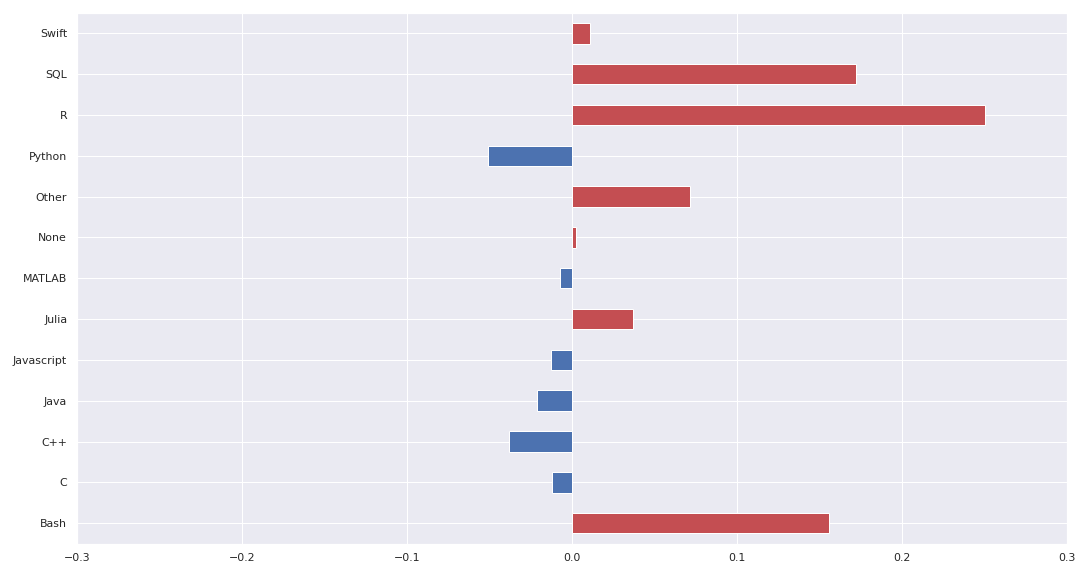 Swift
SQL
R
Python
Other
None
MATLAB
Julia
Javascript
Java
C++
C
Bash
−0.3 −0.2 −0.1 0.0 0.1 0.2 0.3